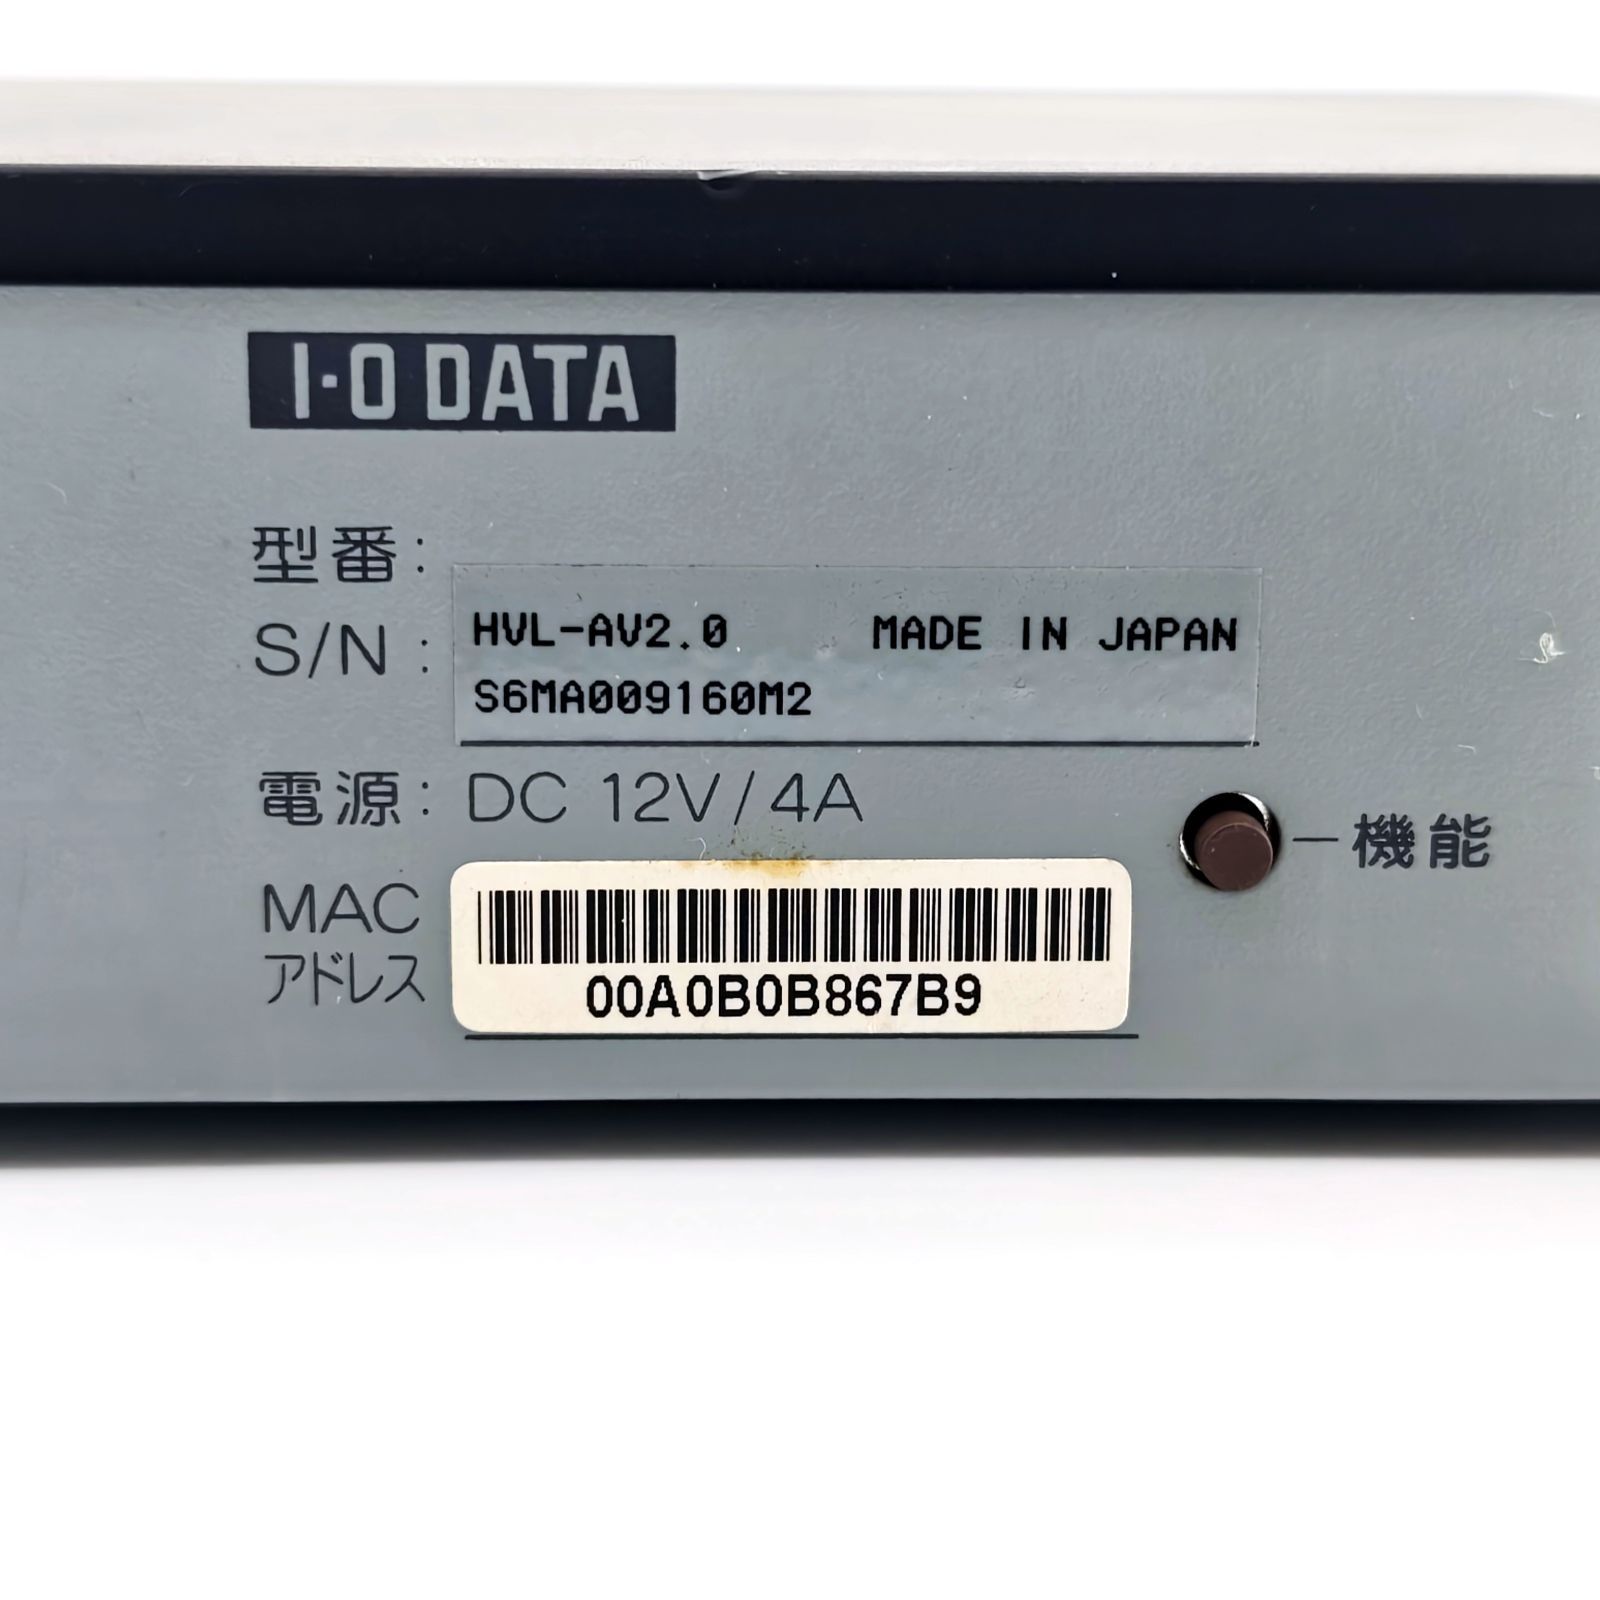 I-O DATA
型番:
S/N : HVL-AV2.0 MADE IN JAPAN
S6MA009160M2
電源: DC 12V/4A
機能
MAC
アドレス
00A0B0B867B9